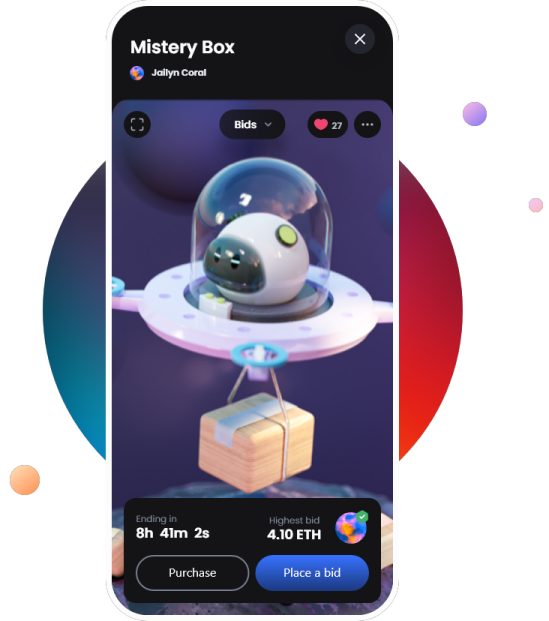 Mistery Box
Jailyn Coral
Bids
27
Ending in
8h 41m 2s
Highest bid
4.10 ETH
Purchase
Place a bid